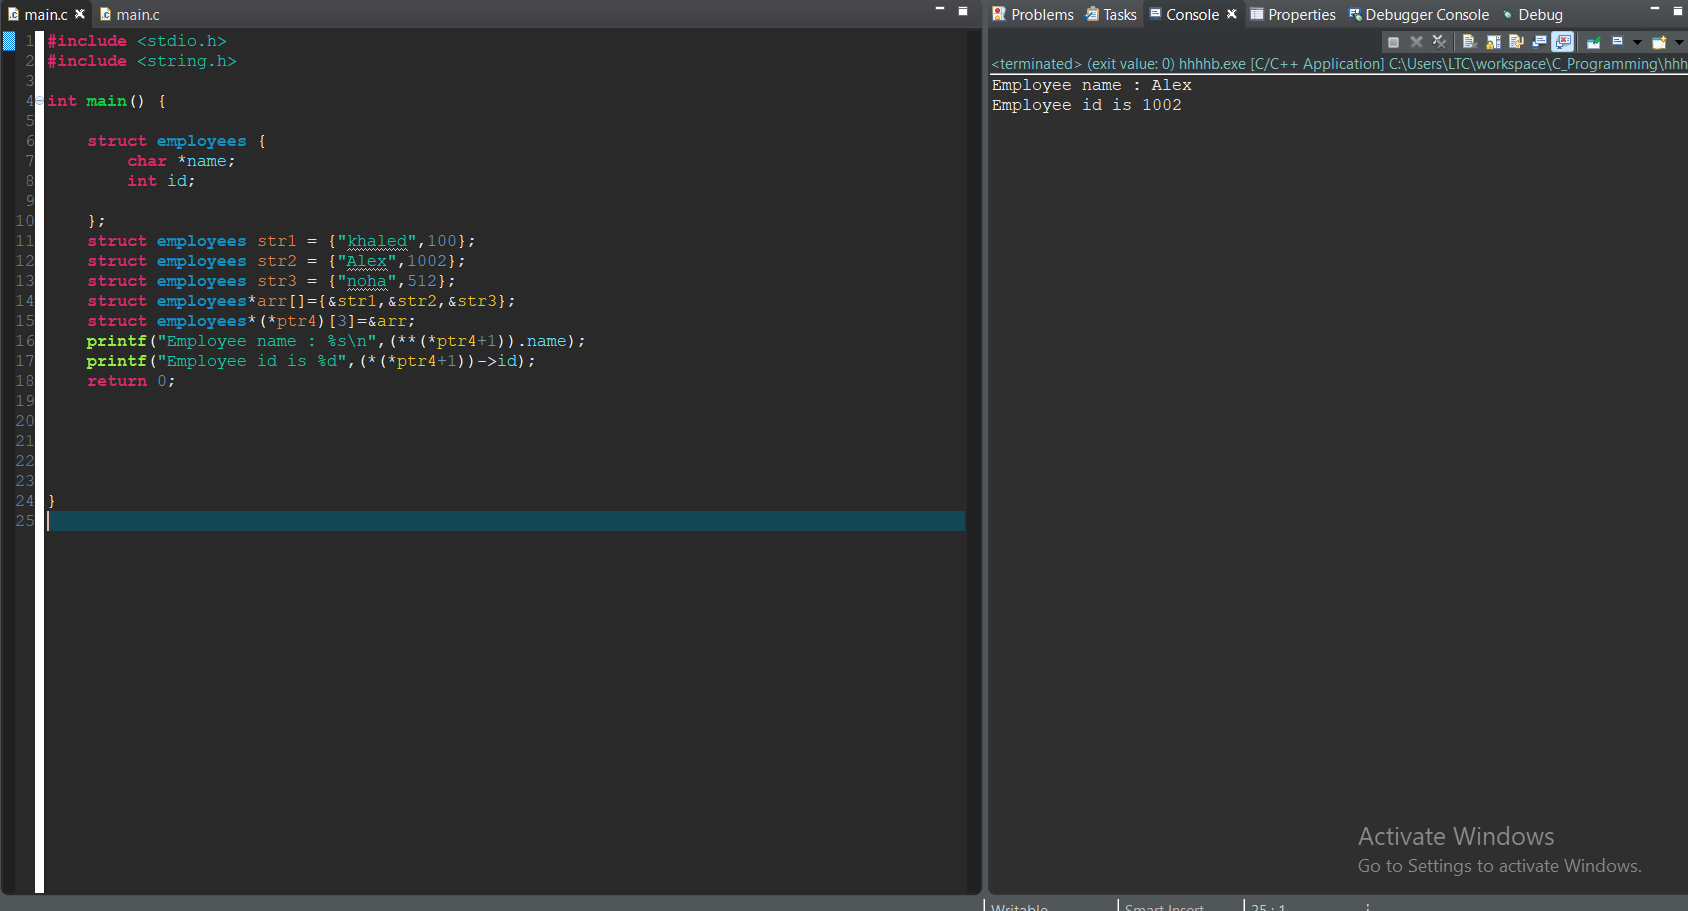 main.c main.c
1 #include <stdio.h>
2 #include <string.h>
3
4 int main() {
5
6 struct employees {
7 char *name;
8 int id;
9
10 };
11 struct employees str1 = {"khaled",100};
12 struct employees str2 = {"Alex",1002};
13 struct employees str3 = {"noha",512};
14 struct employees*arr[]={&str1,&str2,&str3};
15 struct employees*(*ptr4)[3]=&arr;
16 printf("Employee name : %s\n",(**(*ptr4+1)).name);
17 printf("Employee id is %d",(*(*ptr4+1))->id);
18 return 0;
19
20
21
22
23
24 }
25
Problems Tasks Console Properties Debugger Console Debug
<terminated> (exit value: 0) hhhhb.exe [C/C++ Application] C:\Users\LTC\workspace\C_Programming\hhh
Employee name : Alex
Employee id is 1002
Activate Windows
Go to Settings to activate Windows.
Writable Smart Insert 25 : 1